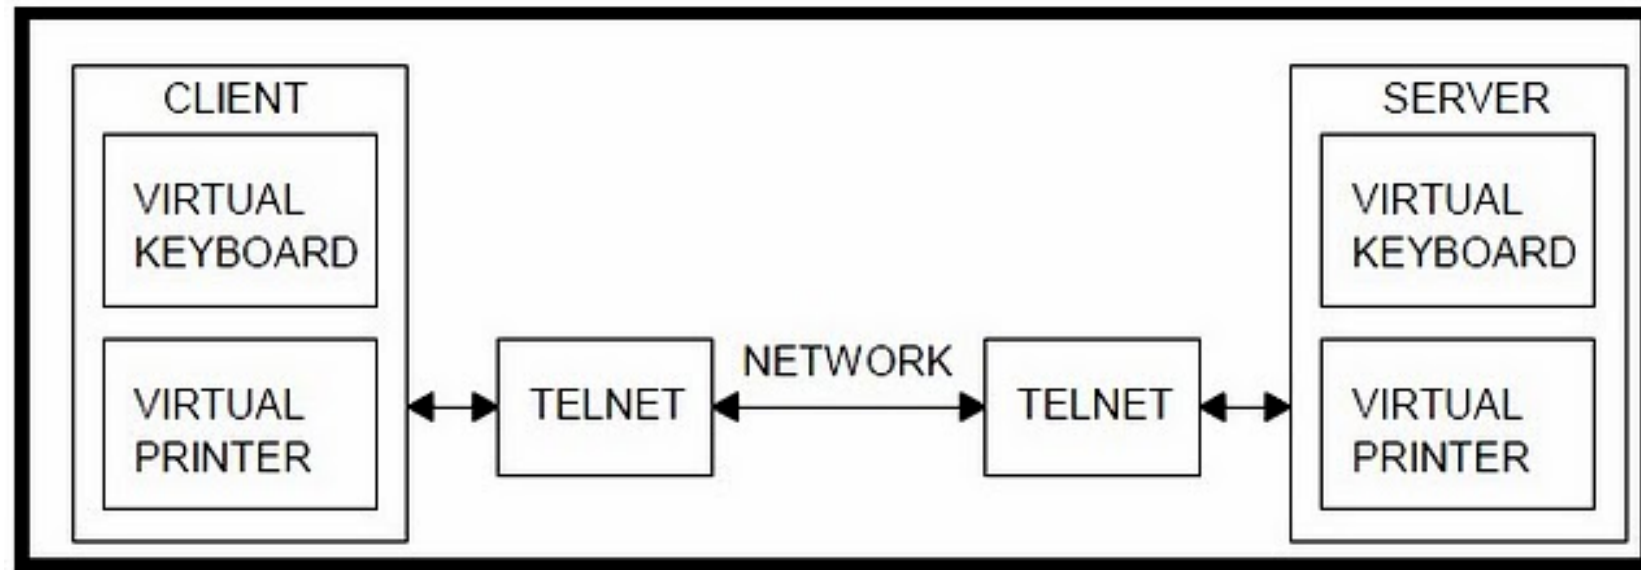 CLIENT
VIRTUAL
KEYBOARD
VIRTUAL
PRINTER
TELNET
NETWORK
TELNET
SERVER
VIRTUAL
KEYBOARD
VIRTUAL
PRINTER